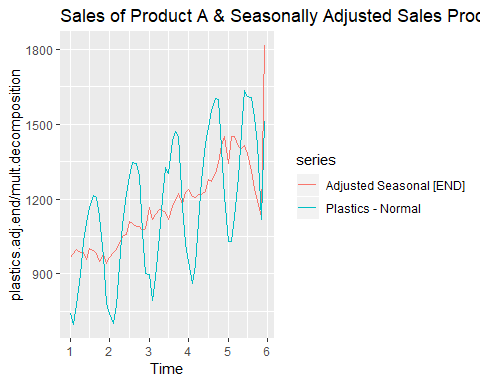 Sales of Product A & Seasonally Adjusted Sales Proc
plastics.adj.end/mult.decomposition
1800
1500
1200
900
1
2
3
4
5
6
Time
series
Adjusted Seasonal [END]
Plastics - Normal